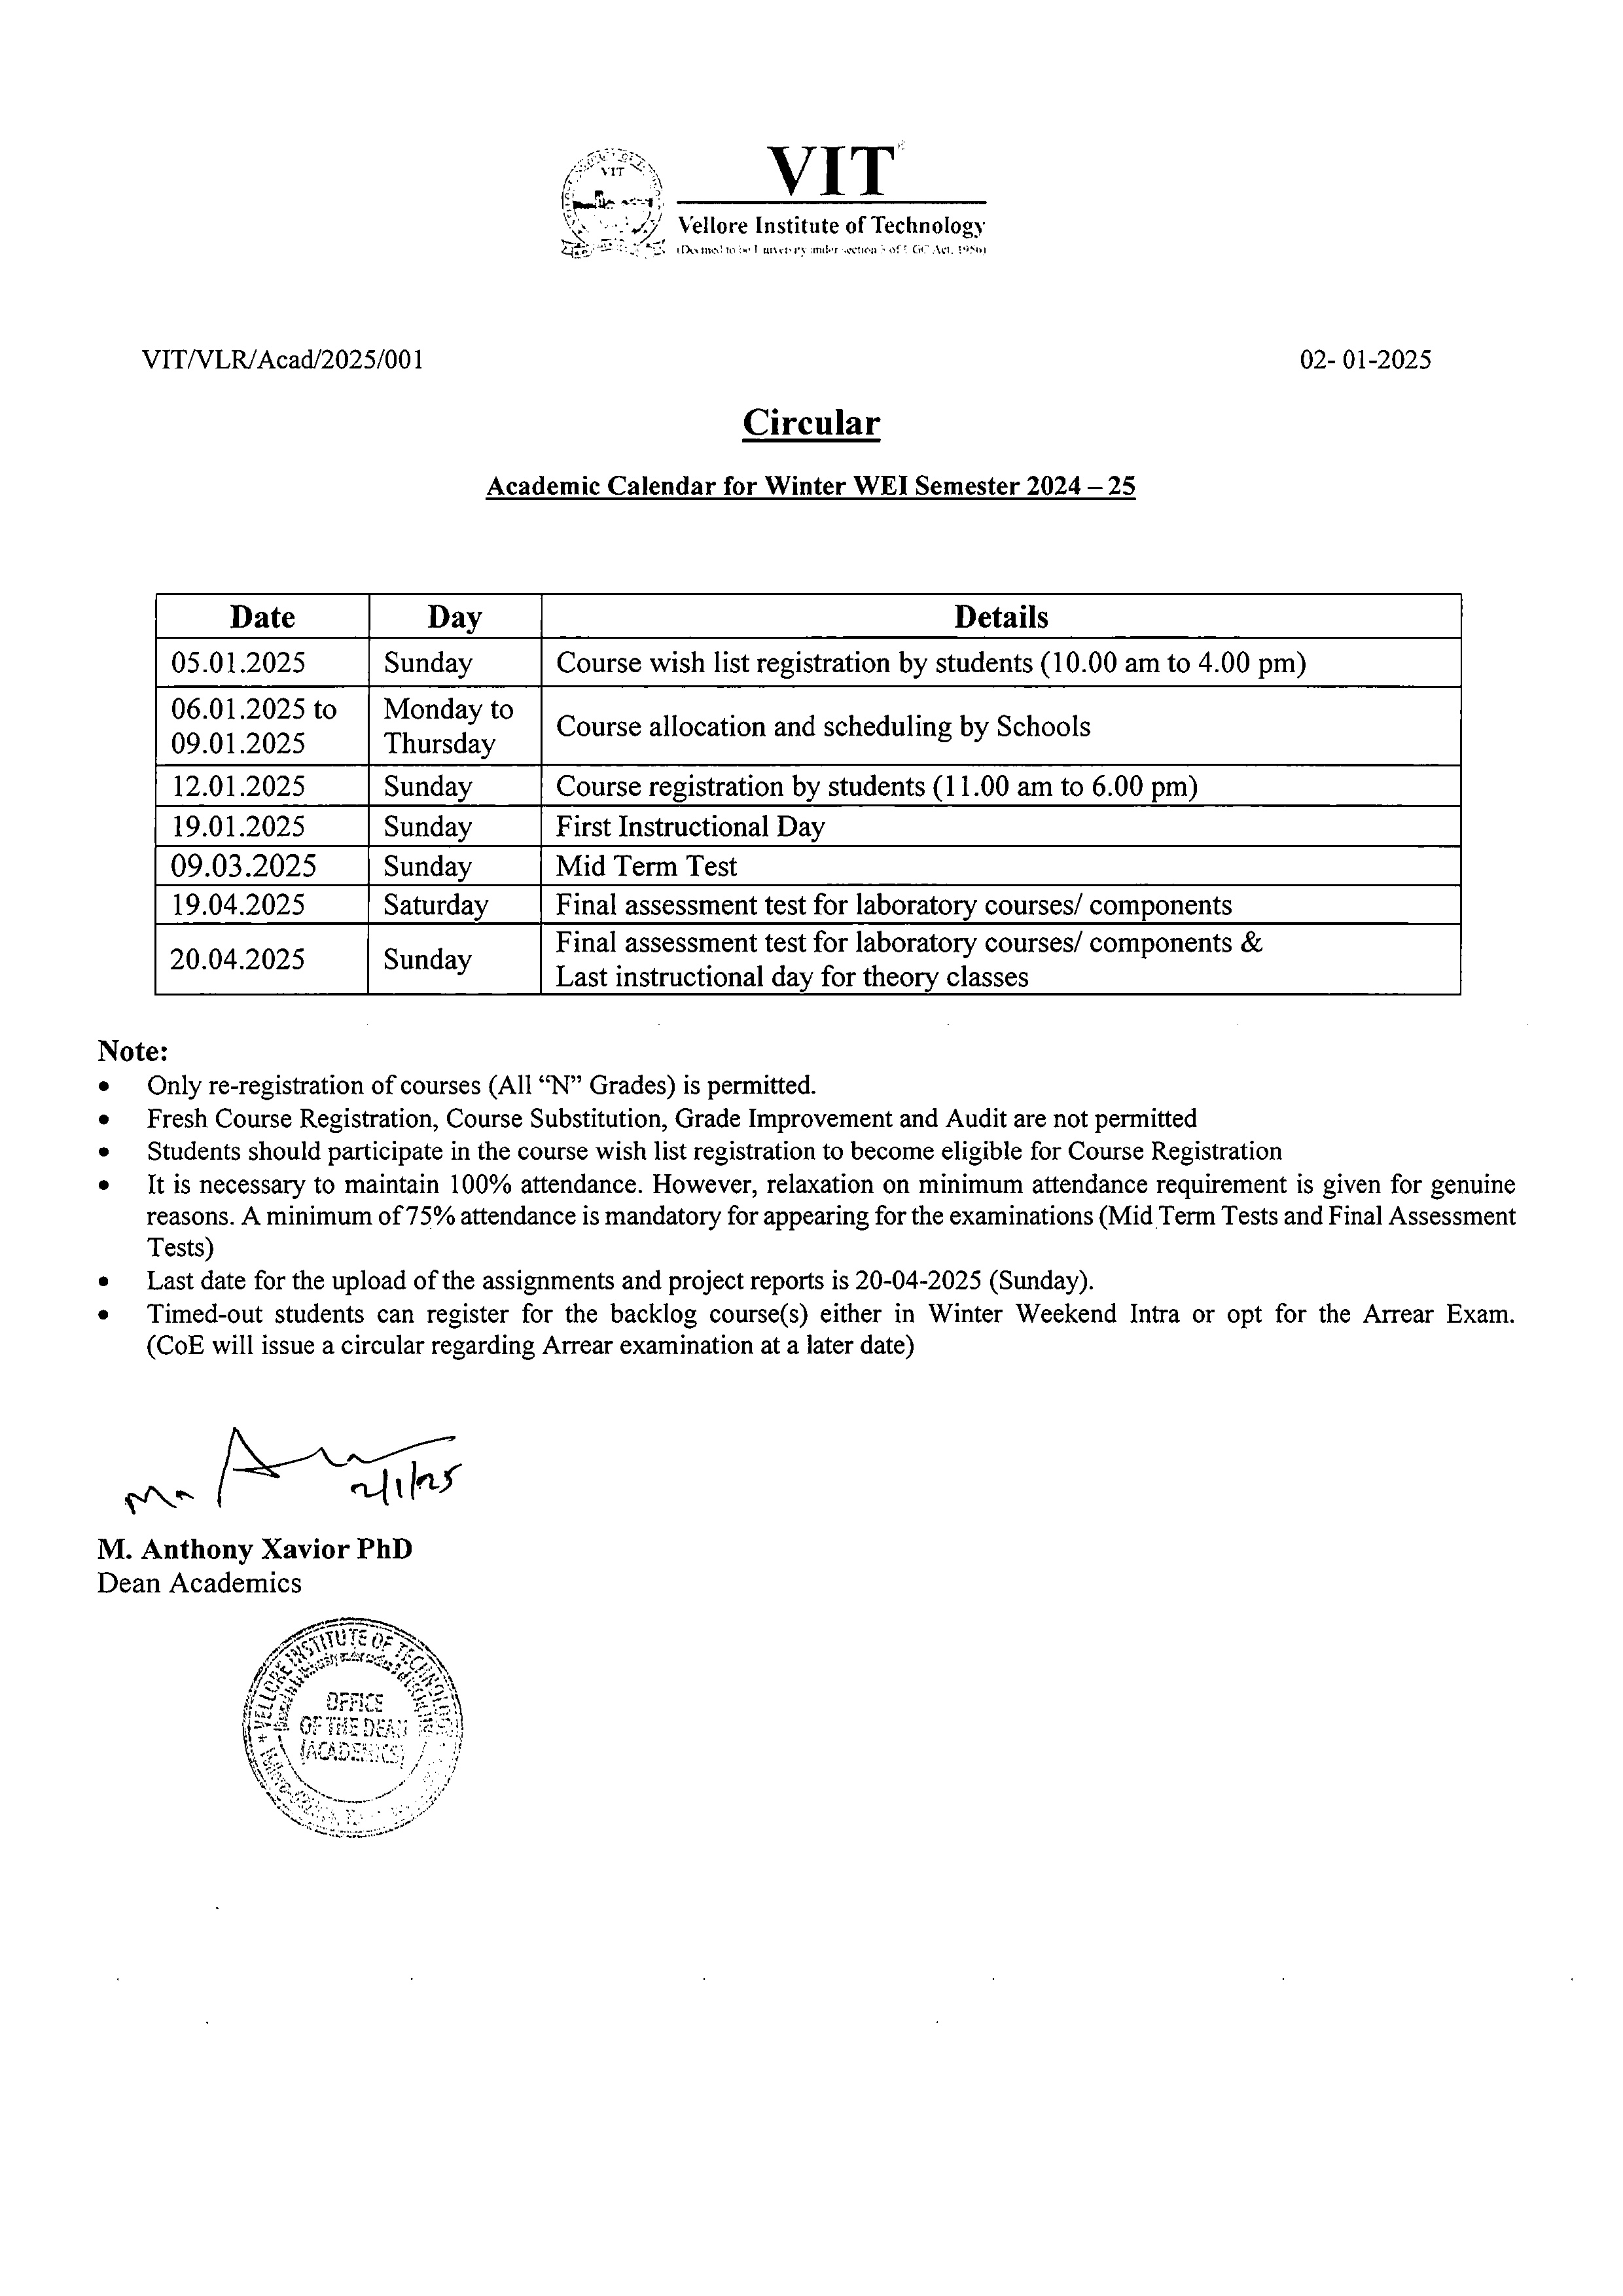 VIT
VIT
Vellore Institute of Technology
(Deemed to be University under section 3 of UGC Act, 1956)
VIT/VLR/Acad/2025/001 02- 01-2025
Circular
Academic Calendar for Winter WEI Semester 2024 – 25
Date Day Details
05.01.2025 Sunday Course wish list registration by students (10.00 am to 4.00 pm)
06.01.2025 to Monday to
09.01.2025 Thursday Course allocation and scheduling by Schools
12.01.2025 Sunday Course registration by students (11.00 am to 6.00 pm)
19.01.2025 Sunday First Instructional Day
09.03.2025 Sunday Mid Term Test
19.04.2025 Saturday Final assessment test for laboratory courses/ components
20.04.2025 Sunday Final assessment test for laboratory courses/ components &
Last instructional day for theory classes
Note:
• Only re-registration of courses (All “N” Grades) is permitted.
• Fresh Course Registration, Course Substitution, Grade Improvement and Audit are not permitted
• Students should participate in the course wish list registration to become eligible for Course Registration
• It is necessary to maintain 100% attendance. However, relaxation on minimum attendance requirement is given for genuine
reasons. A minimum of 75% attendance is mandatory for appearing for the examinations (Mid Term Tests and Final Assessment
Tests)
• Last date for the upload of the assignments and project reports is 20-04-2025 (Sunday).
• Timed-out students can register for the backlog course(s) either in Winter Weekend Intra or opt for the Arrear Exam.
(CoE will issue a circular regarding Arrear examination at a later date)
2/1/25
M. Anthony Xavior PhD
Dean Academics
VELLORE INSTITUTE OF TECHNOLOGY
OFFICE
OF THE DEAN
(ACADEMICS)